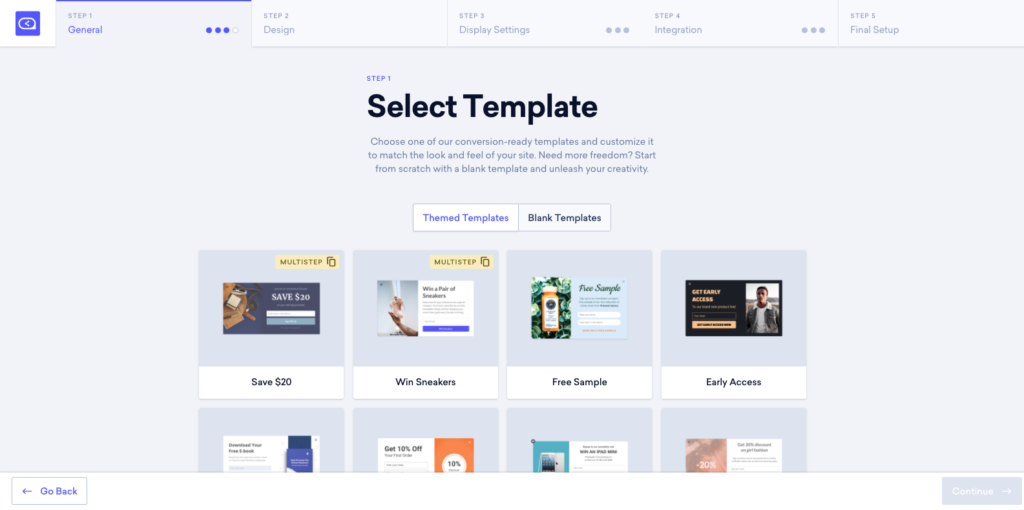 STEP 1
General
STEP 2
Design
STEP 3
Display Settings
STEP 4
Integration
STEP 5
Final Setup
STEP 1
Select Template
Choose one of our conversion-ready templates and customize it
to match the look and feel of your site. Need more freedom? Start
from scratch with a blank template and unleash your creativity.
Themed Templates
Blank Templates
MULTISTEP
SAVE $20
Save $20
MULTISTEP
Win a Pair of
Sneakers
Win Sneakers
Free Sample
Free Sample
GET EARLY
ACCESS
Early Access
Download Your
Free E-book
Get 10% Off
Your First Order
10%
WIN AN IPAD MINI
Get 20% discount
on girl fashion
-20%
Go Back
Continue